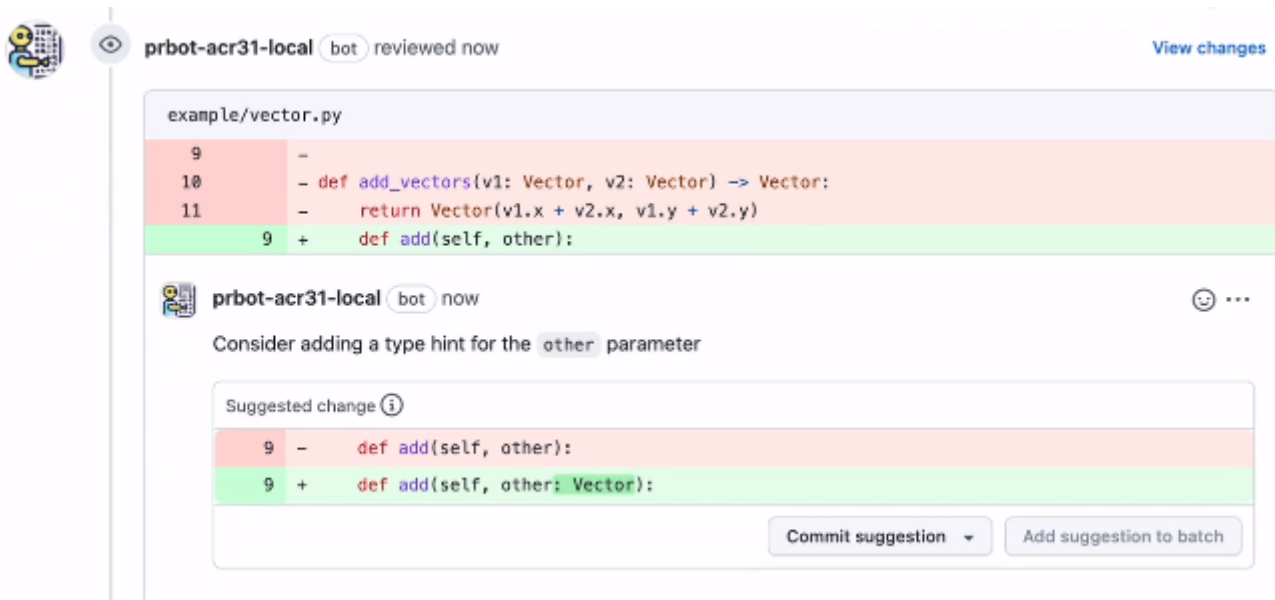 prbot-acr31-local bot reviewed now View changes
example/vector.py
9 -
10 - def add_vectors(v1: Vector, v2: Vector) -> Vector:
11 - return Vector(v1.x + v2.x, v1.y + v2.y)
9 + def add(self, other):
prbot-acr31-local bot now
Consider adding a type hint for the other parameter
Suggested change
9 - def add(self, other):
9 + def add(self, other: Vector):
Commit suggestion Add suggestion to batch